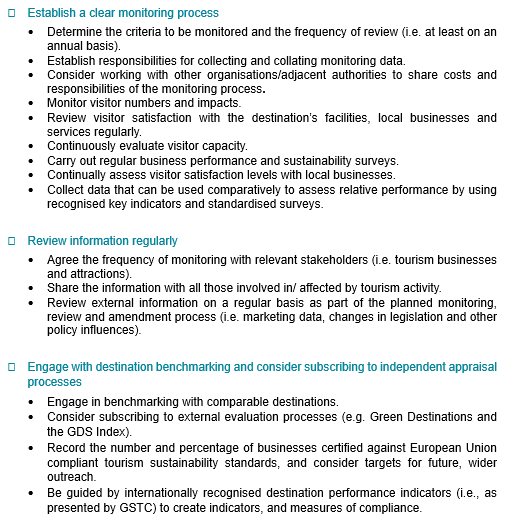 Establish a clear monitoring process
• Determine the criteria to be monitored and the frequency of review (i.e. at least on an
annual basis).
• Establish responsibilities for collecting and collating monitoring data.
• Consider working with other organisations/adjacent authorities to share costs and
responsibilities of the monitoring process.
• Monitor visitor numbers and impacts.
• Review visitor satisfaction with the destination's facilities, local businesses and
services regularly.
• Continuously evaluate visitor capacity.
• Carry out regular business performance and sustainability surveys.
• Continually assess visitor satisfaction levels with local businesses.
• Collect data that can be used comparatively to assess relative performance by using
recognised key indicators and standardised surveys.
Review information regularly
• Agree the frequency of monitoring with relevant stakeholders (i.e. tourism businesses
and attractions).
• Share the information with all those involved in/ affected by tourism activity.
• Review external information on a regular basis as part of the planned monitoring,
review and amendment process (i.e. marketing data, changes in legislation and other
policy influences).
Engage with destination benchmarking and consider subscribing to independent appraisal
processes
• Engage in benchmarking with comparable destinations.
• Consider subscribing to external evaluation processes (e.g. Green Destinations and
the GDS Index).
• Record the number and percentage of businesses certified against European Union
compliant tourism sustainability standards, and consider targets for future, wider
outreach.
• Be guided by internationally recognised destination performance indicators (i.e., as
presented by GSTC) to create indicators, and measures of compliance.